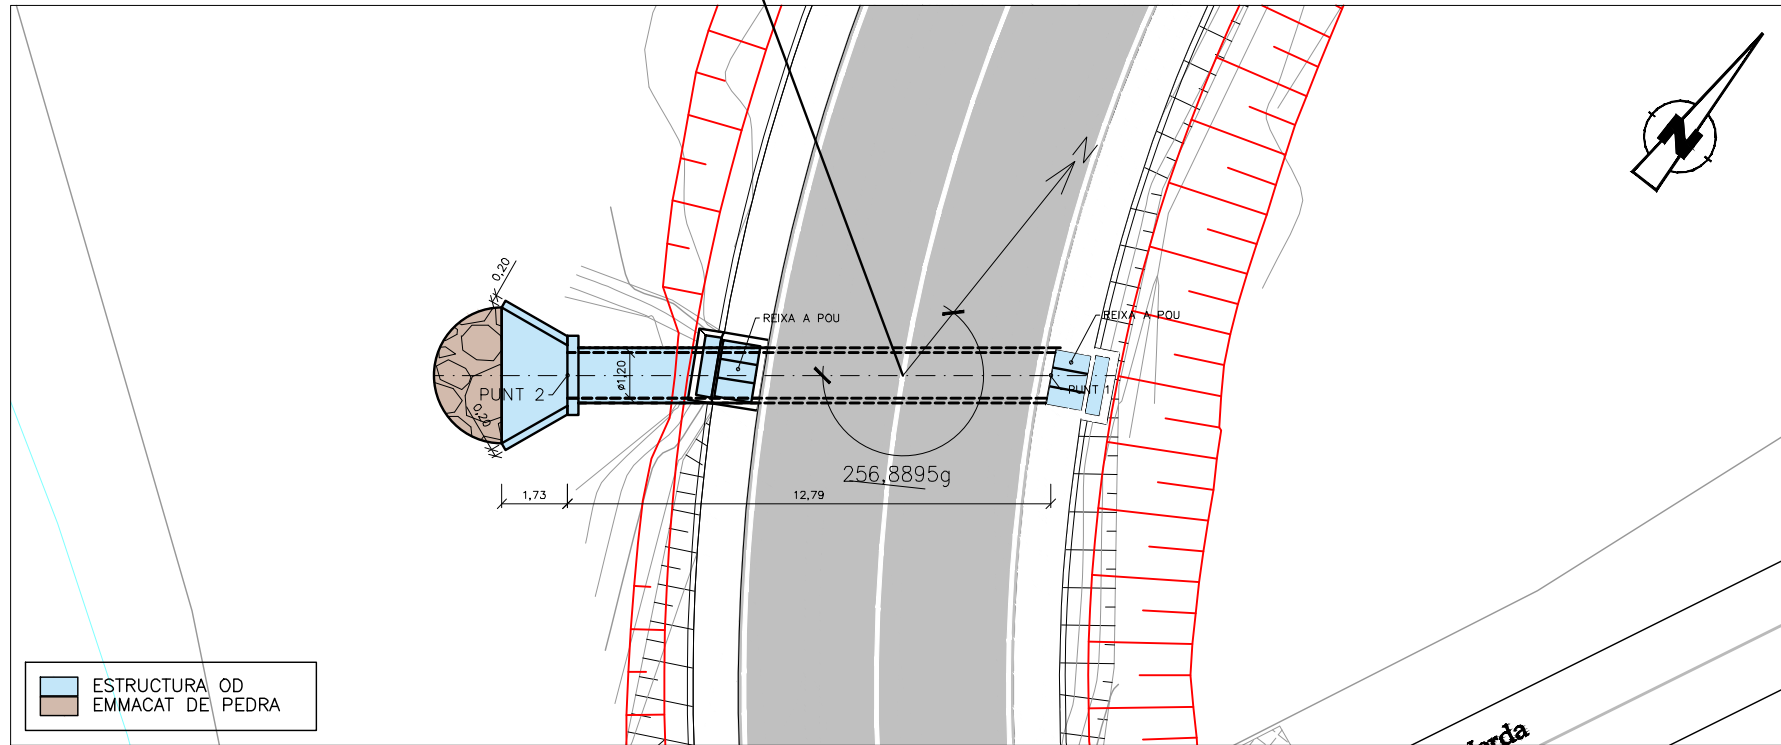 N
N
0,20
REIXA A POU
REIXA A POU
ø1,20
PUNT 2
PUNT 1
0,20
256,8895g
1,73
12,79
ESTRUCTURA OD
EMMACAT DE PEDRA